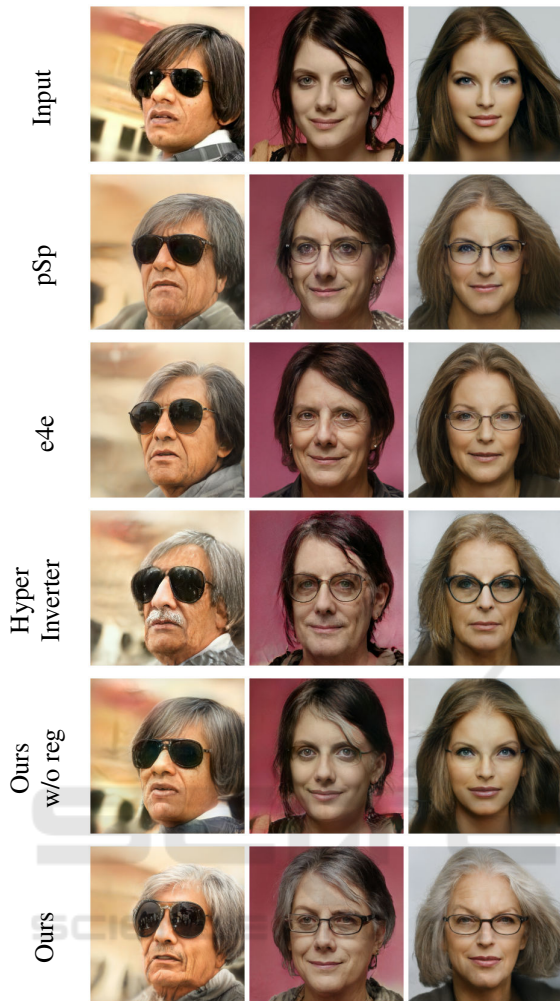 Input
pSp
e4e
Hyper
Inverter
Ours
w/o reg
Ours